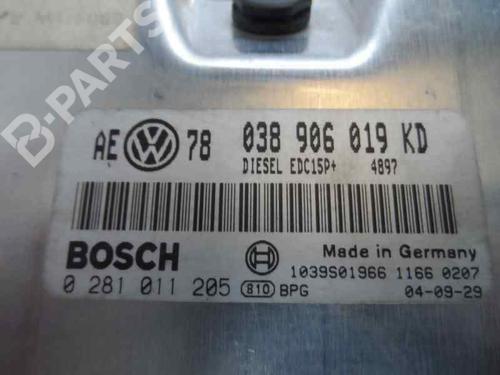 B-PARTS
AE 78 038 906 019 KD
DIESEL EDC15P+ 4897
BOSCH
Made in Germany
1039S01966 1166 0207
0 281 011 205 810 BPG 04-09-29